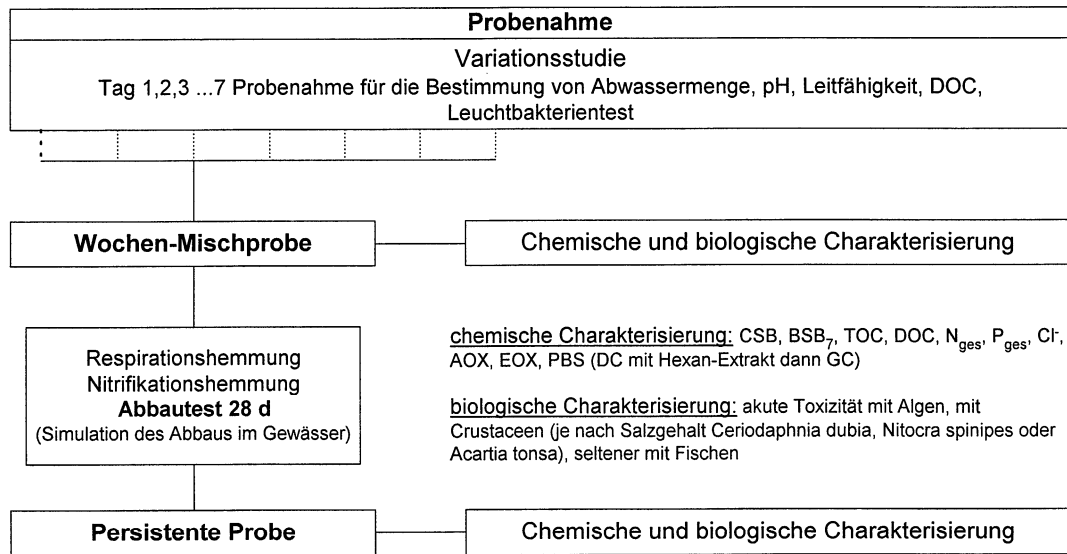 Probenahme
Variationsstudie
Tag 1,2,3 ...7 Probenahme für die Bestimmung von Abwassermenge, pH, Leitfähigkeit, DOC,
Leuchtbakterientest
Wochen-Mischprobe
Chemische und biologische Charakterisierung
Respirationshemmung
Nitrifikationshemmung
Abbautest 28 d
(Simulation des Abbaus im Gewässer)
chemische Charakterisierung: CSB, BSB₇, TOC, DOC, N_ges, P_ges, Cl⁻,
AOX, EOX, PBS (DC mit Hexan-Extrakt dann GC)
biologische Charakterisierung: akute Toxizität mit Algen, mit
Crustaceen (je nach Salzgehalt Ceriodaphnia dubia, Nitocra spinipes oder
Acartia tonsa), seltener mit Fischen
Persistente Probe
Chemische und biologische Charakterisierung